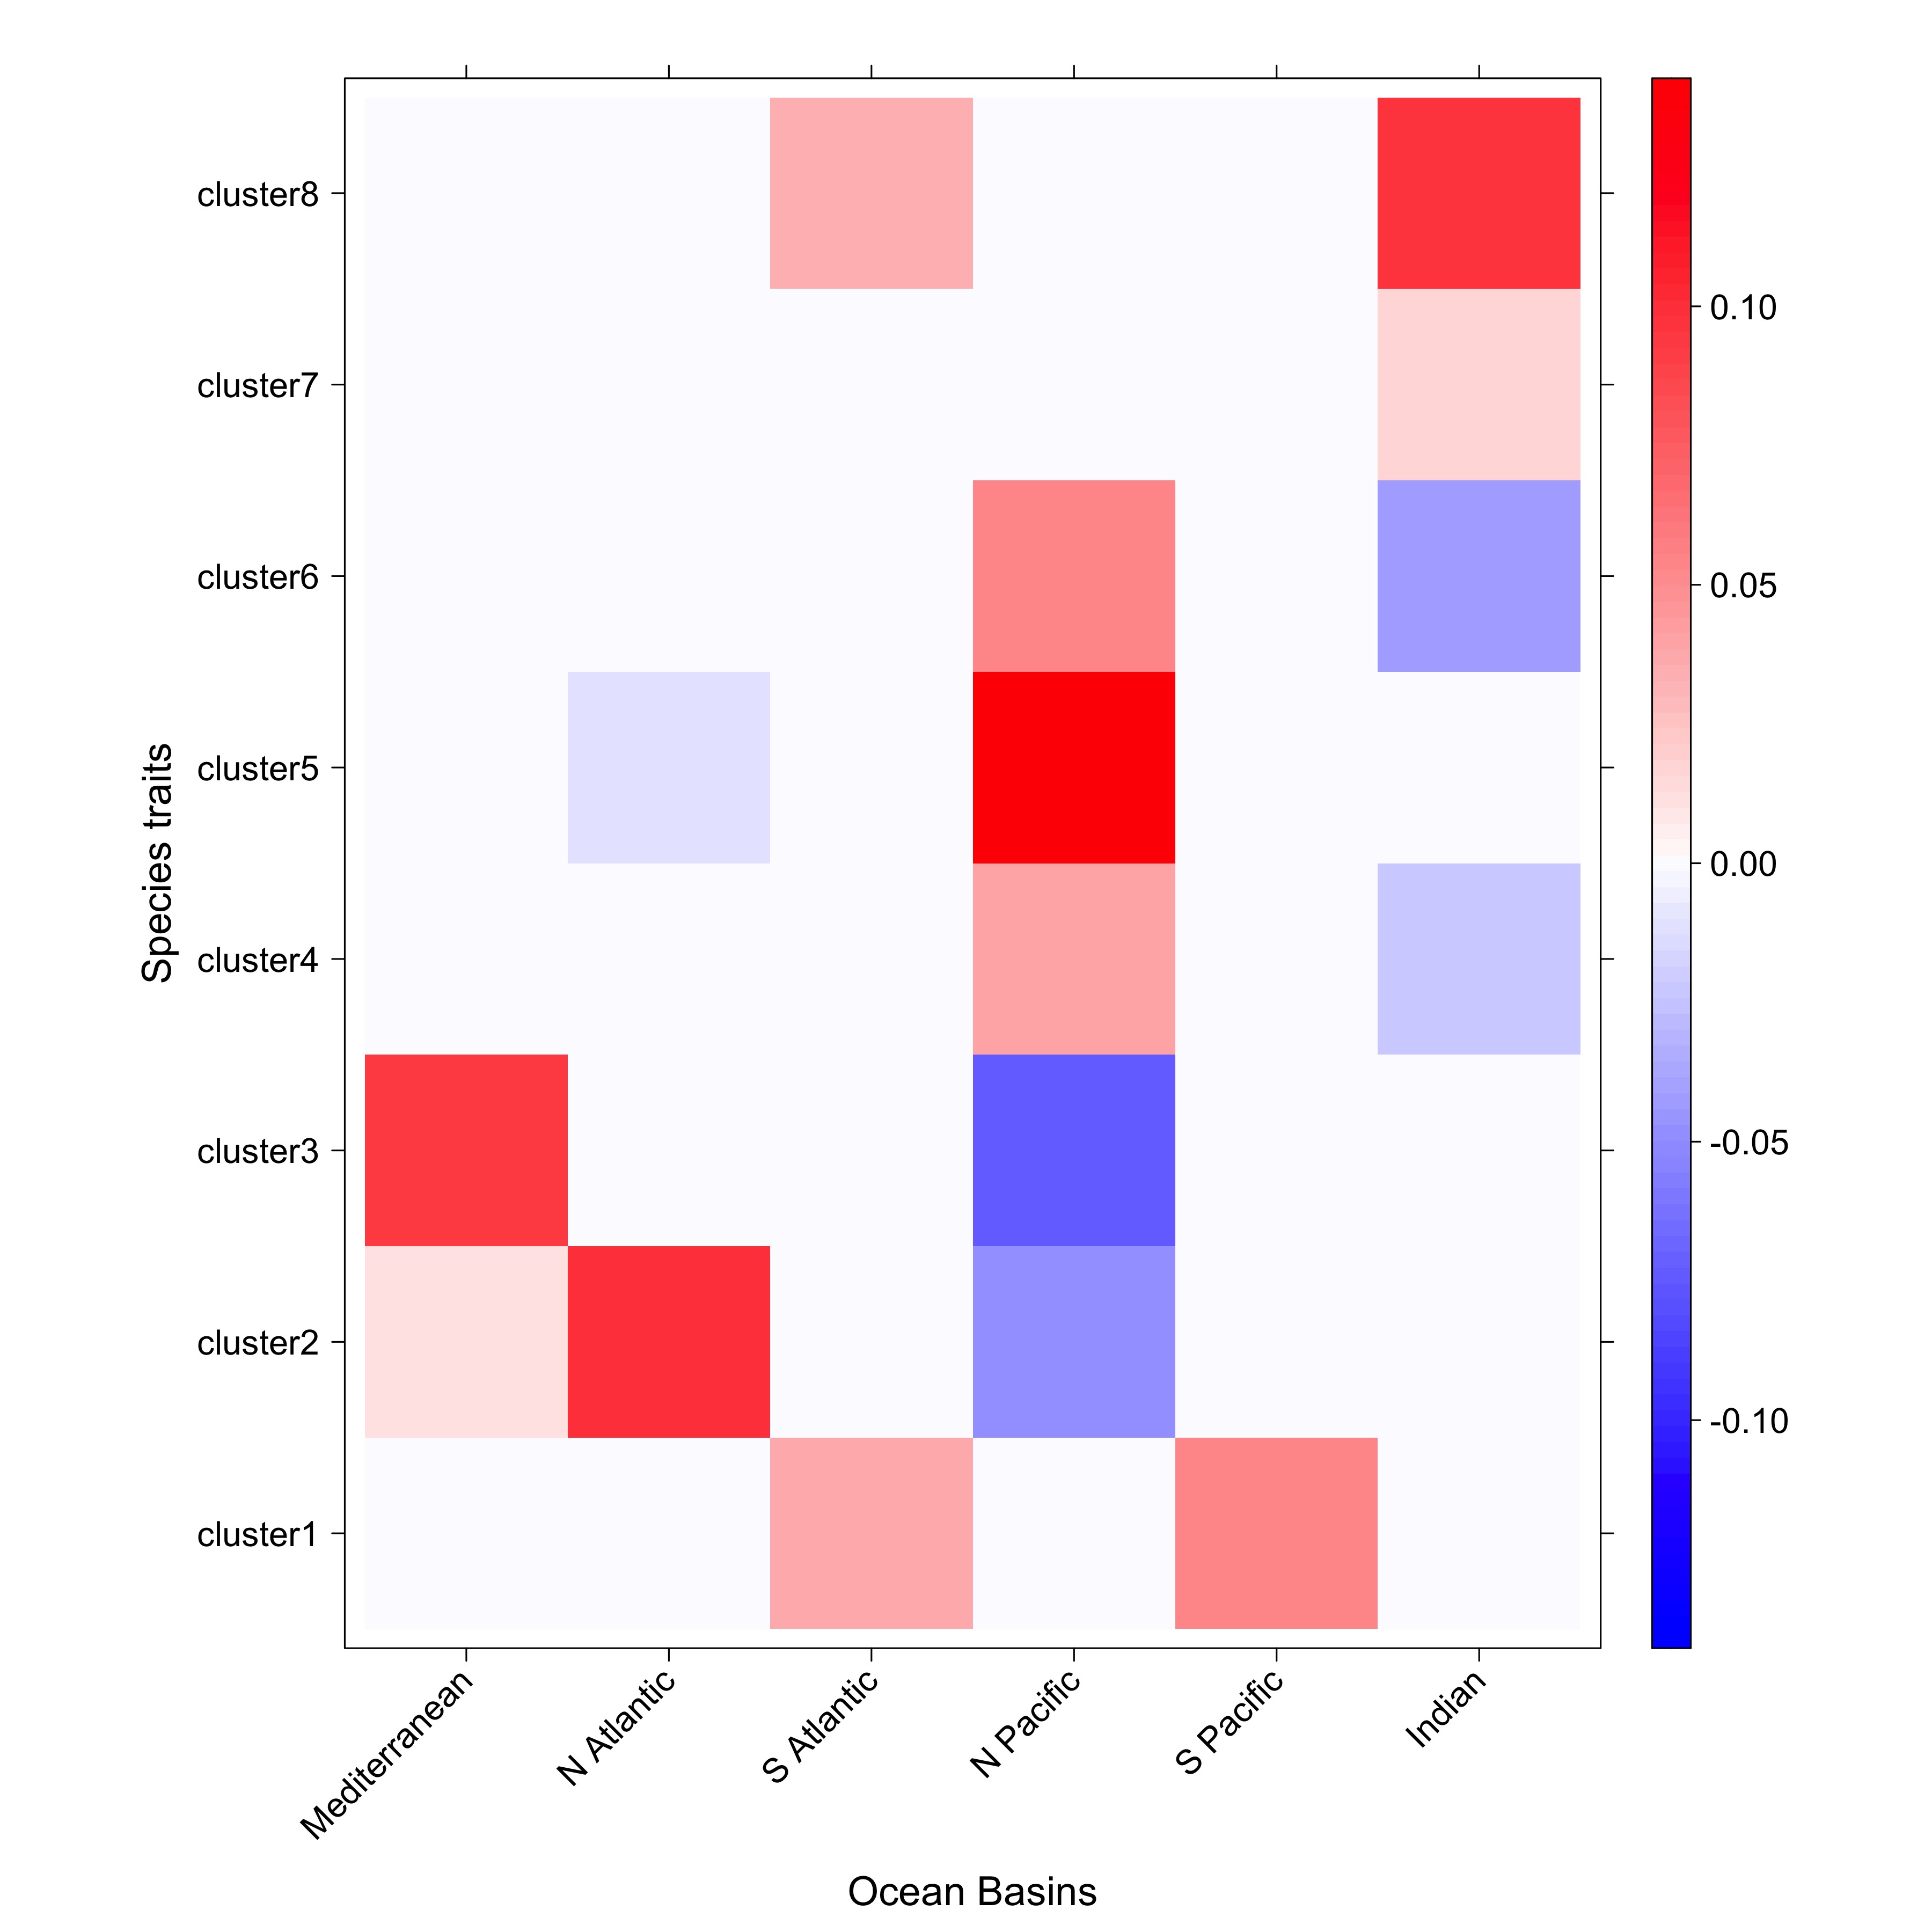 cluster8
cluster7
cluster6
cluster5
cluster4
cluster3
cluster2
cluster1
Species traits
Mediterranean
N Atlantic
S Atlantic
N Pacific
S Pacific
Indian
Ocean Basins
0.10
0.05
0.00
-0.05
-0.10